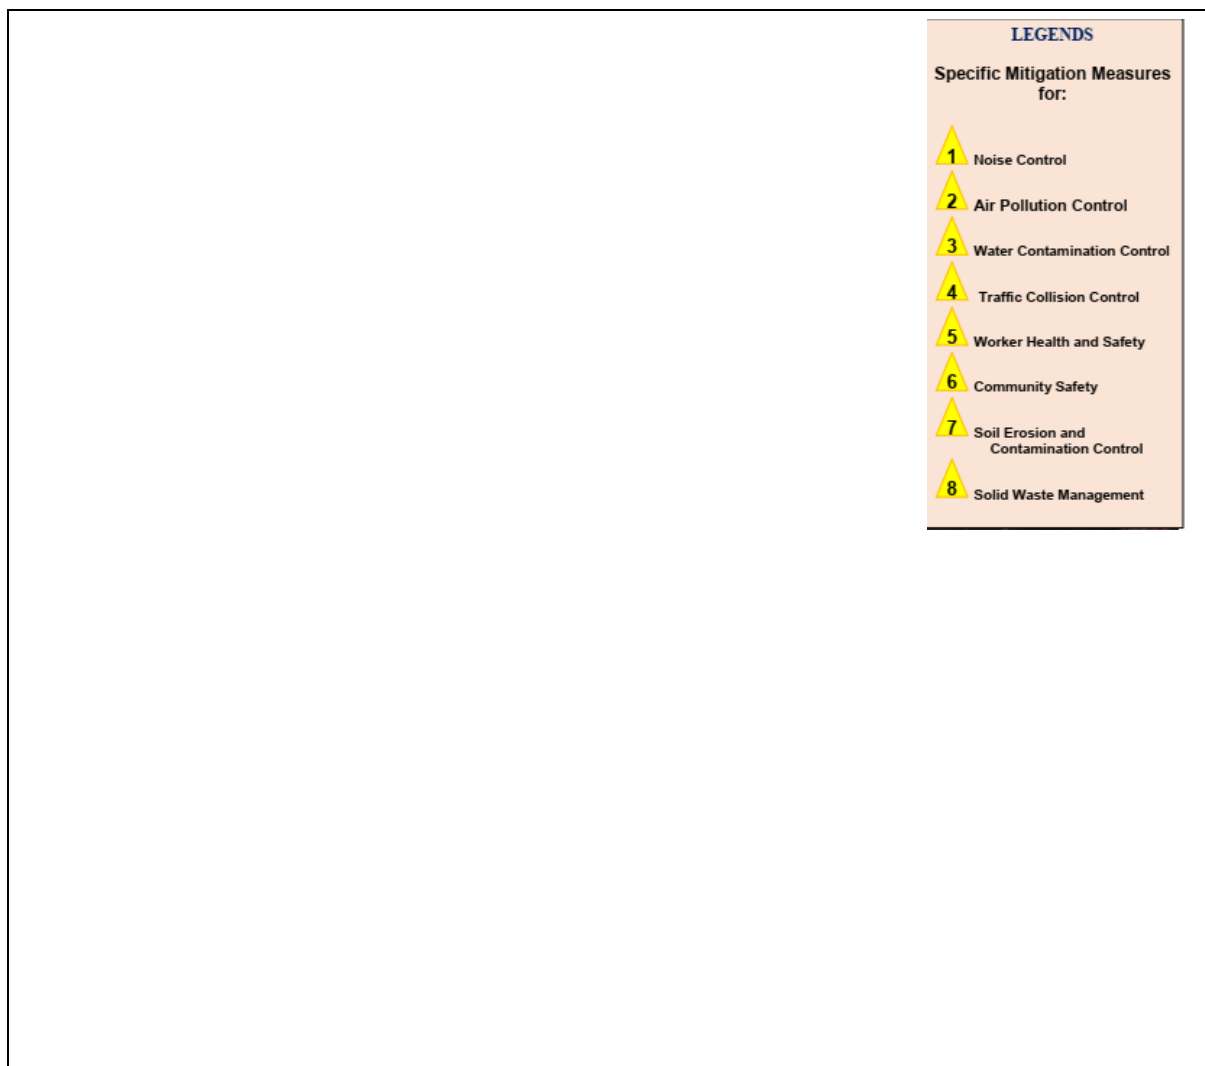 LEGENDS
Specific Mitigation Measures
for:
1 Noise Control
2 Air Pollution Control
3 Water Contamination Control
4 Traffic Collision Control
5 Worker Health and Safety
6 Community Safety
7 Soil Erosion and
Contamination Control
8 Solid Waste Management